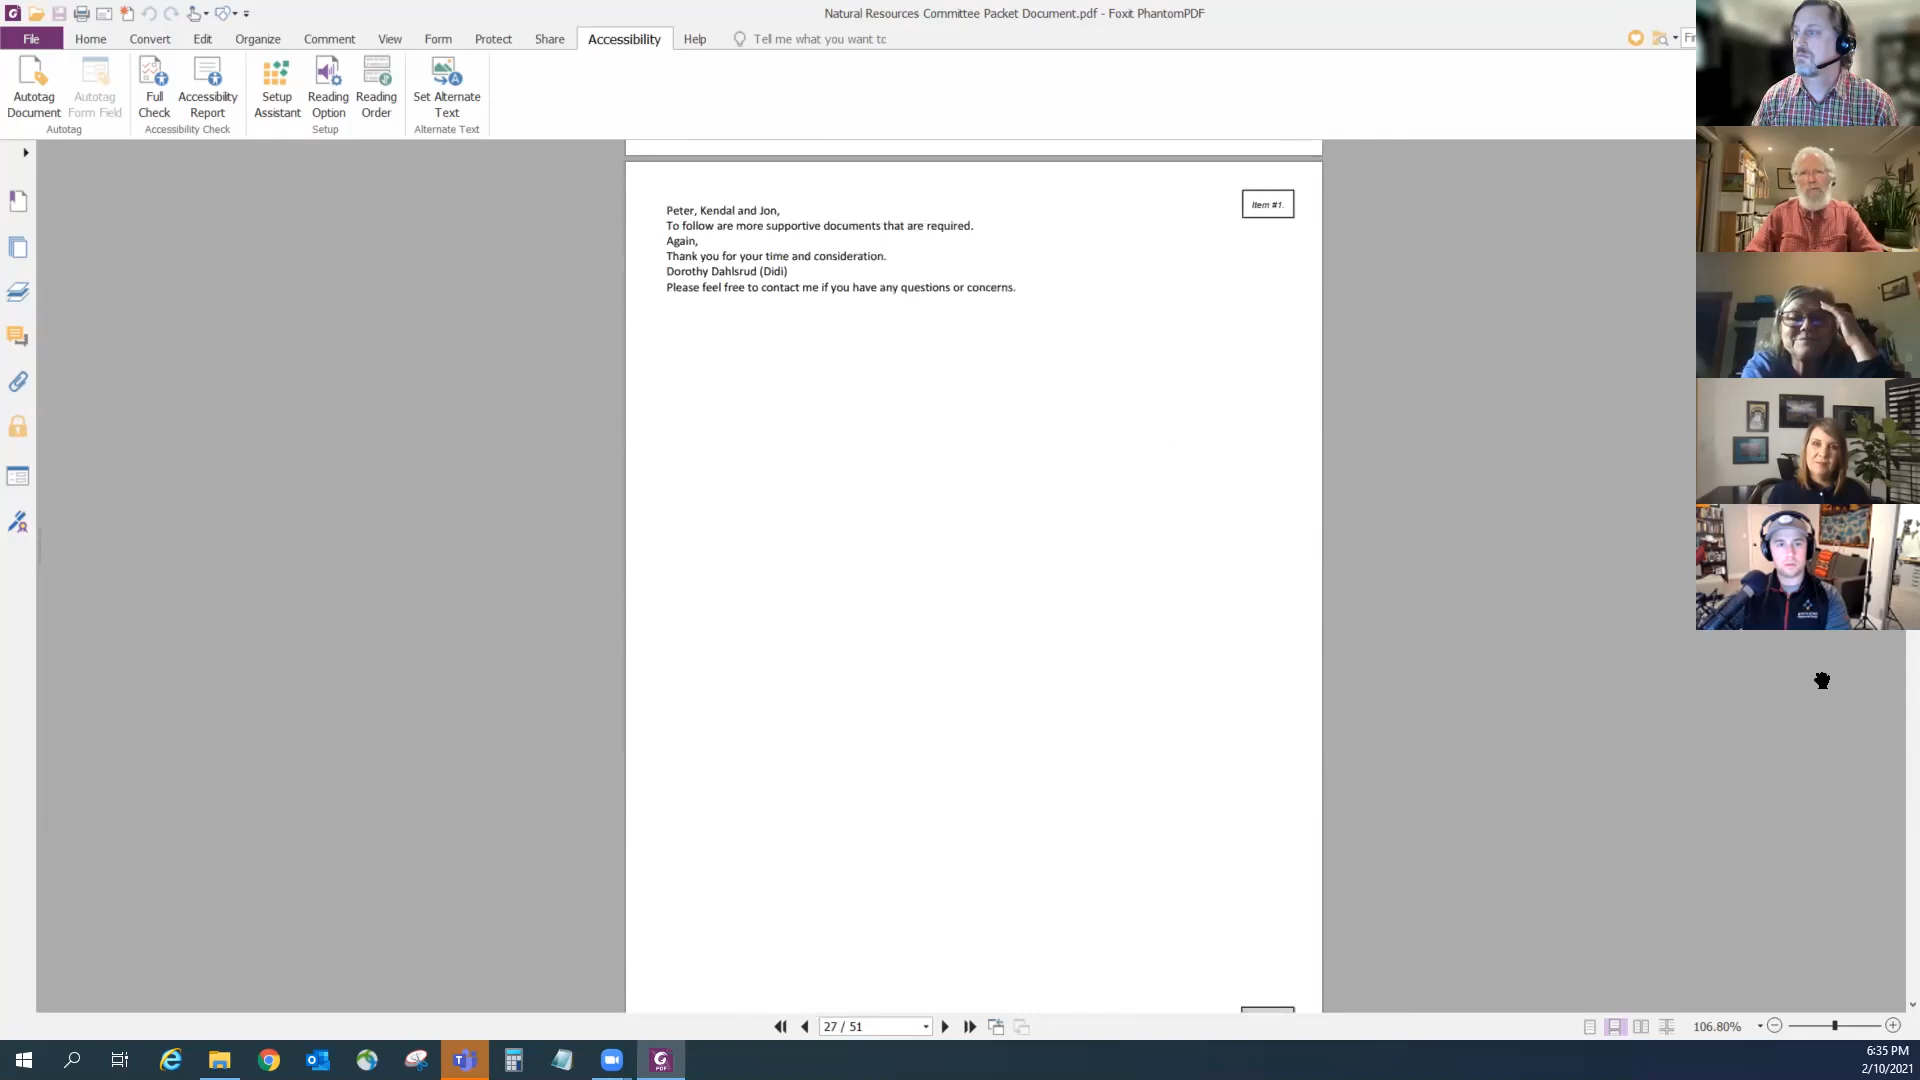 Natural Resources Committee Packet Document.pdf - Foxit PhantomPDF
File Home Convert Edit Organize Comment View Form Protect Share Accessibility Help Tell me what you want to
Autotag Document
Autotag Form Field
Full Check
Accessibility Report
Setup Assistant
Reading Option
Reading Order
Set Alternate Text
Autotag
Accessibility Check
Setup
Alternate Text
Item #1.
Peter, Kendal and Jon,
To follow are more supportive documents that are required.
Again,
Thank you for your time and consideration.
Dorothy Dahlsrud (Didi)
Please feel free to contact me if you have any questions or concerns.
27 / 51
106.80%
6:35 PM
2/10/2021